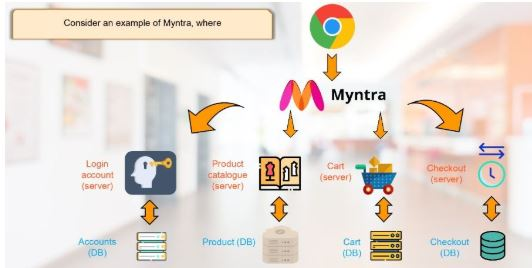 Consider an example of Myntra, where
Myntra
Login
account
(server)
Product
catalogue
(server)
Cart
(server)
Checkout
(server)
Accounts
(DB)
Product (DB)
Cart
(DB)
Checkout
(DB)